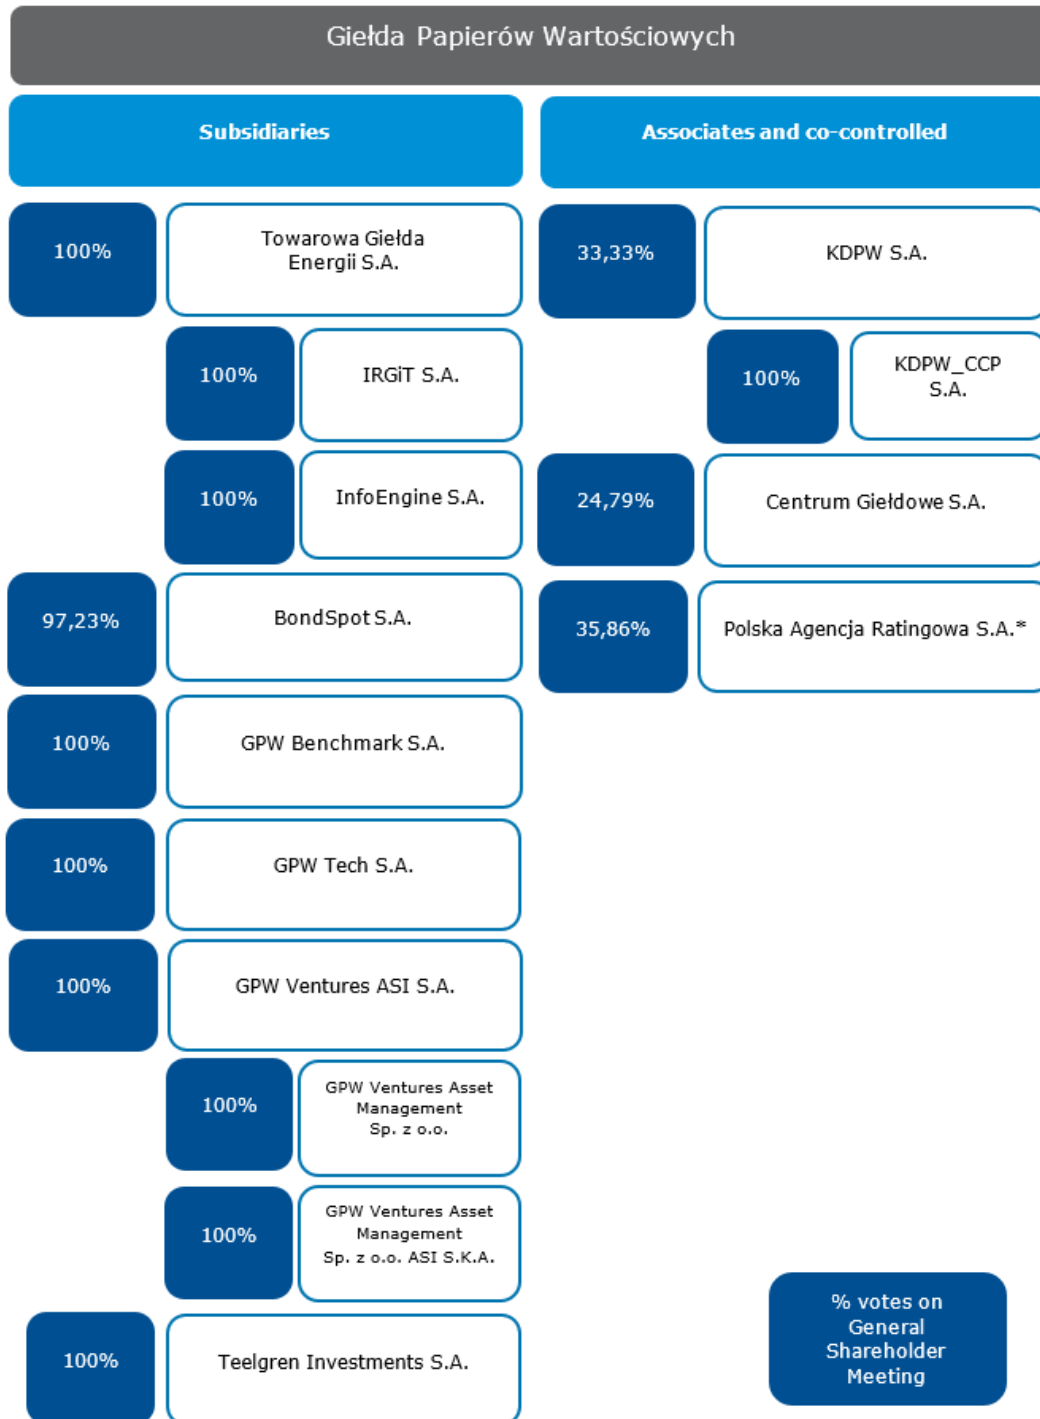 Giełda Papierów Wartościowych
Subsidiaries
Associates and co-controlled
100%
Towarowa Giełda
Energii S.A.
33,33%
KDPW S.A.
100%
IRGiT S.A.
100%
KDPW_CCP
S.A.
100%
InfoEngine S.A.
24,79%
Centrum Giełdowe S.A.
97,23%
BondSpot S.A.
35,86%
Polska Agencja Ratingowa S.A.*
100%
GPW Benchmark S.A.
100%
GPW Tech S.A.
100%
GPW Ventures ASI S.A.
100%
GPW Ventures Asset
Management
Sp. z o.o.
100%
GPW Ventures Asset
Management
Sp. z o.o. ASI S.K.A.
100%
Teelgren Investments S.A.
% votes on
General
Shareholder
Meeting